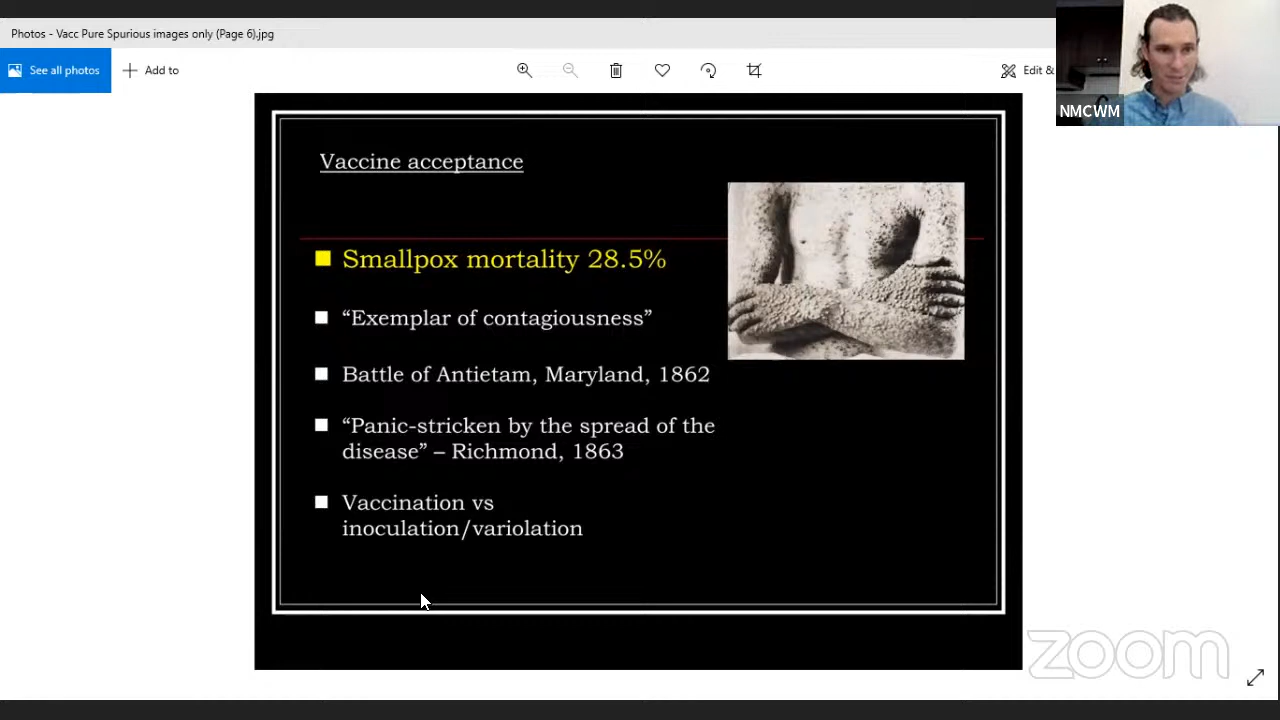 Photos - Vacc Pure Spurious images only (Page 6).jpg
See all photos
Add to
Edit &
NMCWM
Vaccine acceptance
Smallpox mortality 28.5%
“Exemplar of contagiousness”
Battle of Antietam, Maryland, 1862
“Panic-stricken by the spread of the
disease” – Richmond, 1863
Vaccination vs
inoculation/variolation
zoom